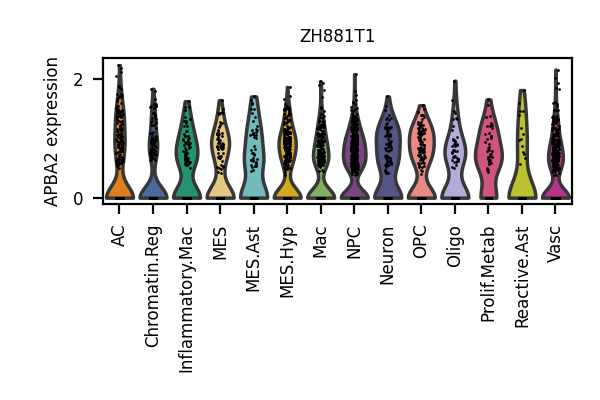 ZH881T1
APBA2 expression
2
0
AC
Chromatin.Reg
Inflammatory.Mac
MES
MES.Ast
MES.Hyp
Mac
NPC
Neuron
OPC
Oligo
Prolif.Metab
Reactive.Ast
Vasc